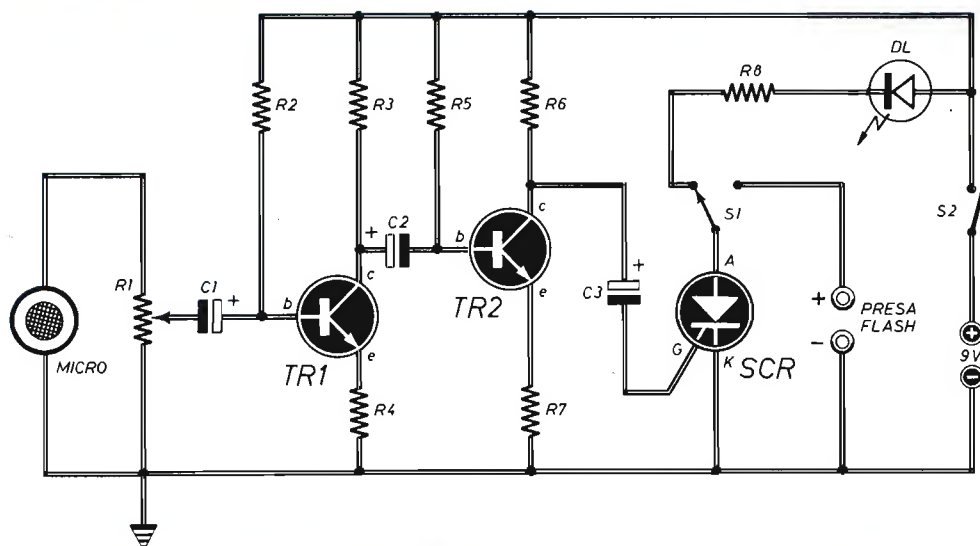 DL
R8
R2
R3
R5
R6
S2
S1
c
C2
+
b
e
TR2
R1
C1
+
b
c
e
TR1
MICRO
C3
+
A
G
K
SCR
+
PRESA
FLASH
-
+
9V
-
R4
R7